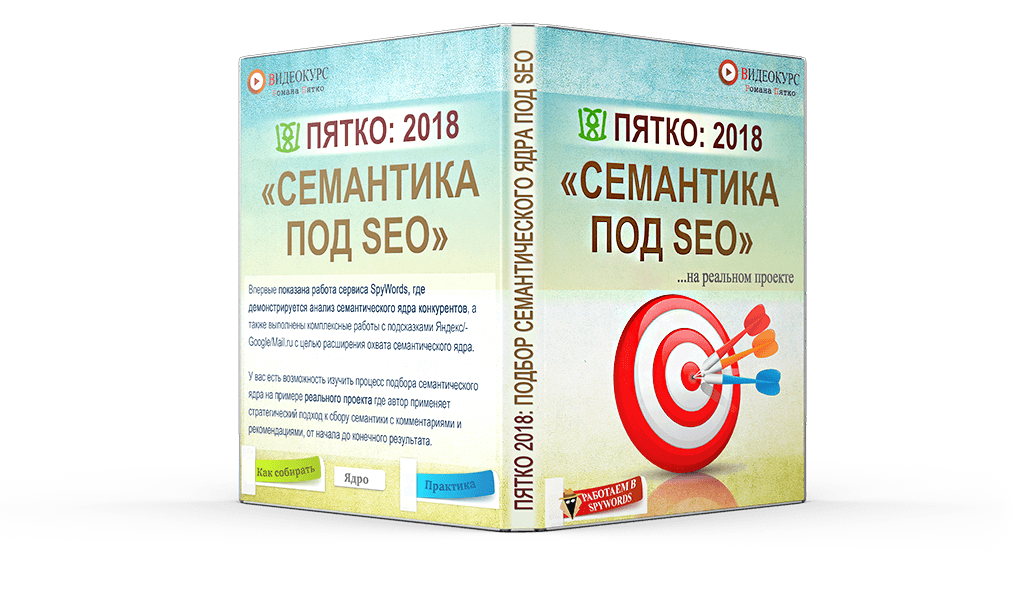 ВИДЕОКУРС
Романа Пятко
ПЯТКО: 2018
«СЕМАНТИКА
ПОД SEO»
Впервые показана работа сервиса SpyWords, где
демонстрируется анализ семантического ядра конкурентов, а
также выполнены комплексные работы с подсказками Яндекс/-
Google/Mail.ru с целью расширения охвата семантического ядра.
У вас есть возможность изучить процесс подбора семантического
ядра на примере реального проекта где автор применяет
стратегический подход к сбору семантики с комментариями и
рекомендациями, от начала до конечного результата.
Как собирать
Ядро
Практика
ПЯТКО 2018: ПОДБОР СЕМАНТИЧЕСКОГО ЯДРА ПОД SEO
ВИДЕОКУРС
Романа Пятко
ПЯТКО: 2018
«СЕМАНТИКА
ПОД SEO»
...на реальном проекте
РАБОТАЕМ В
SPYWORDS